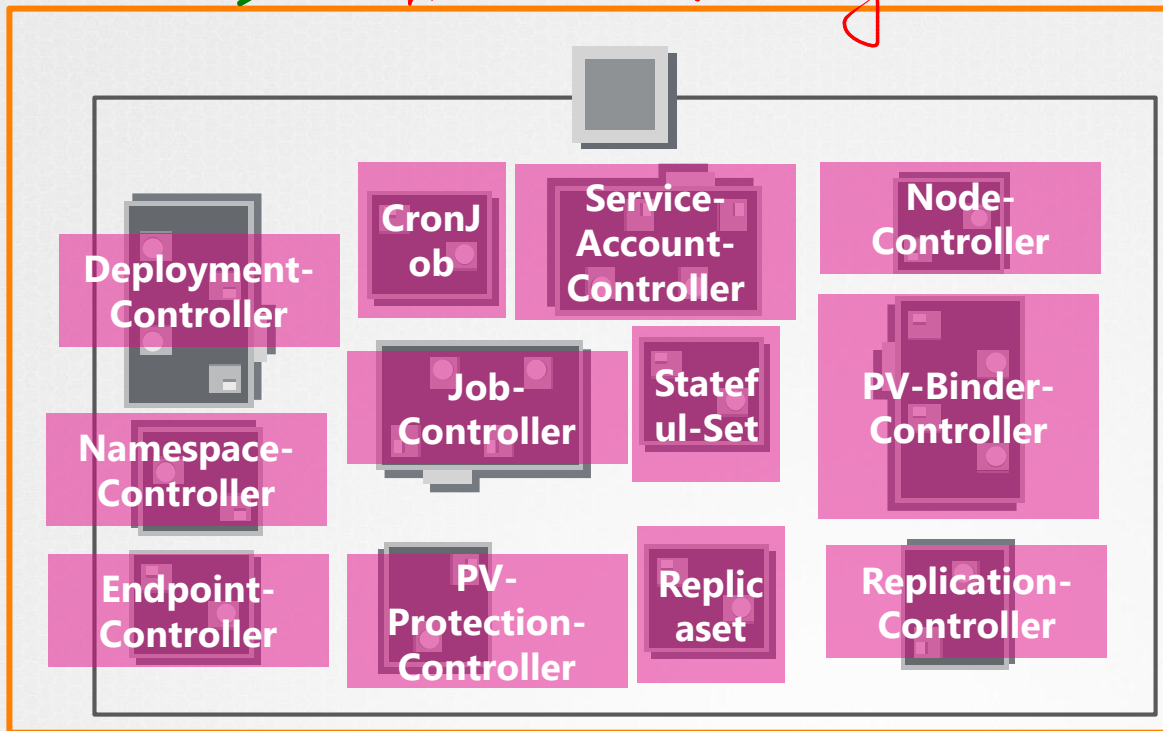 CronJ
ob
Service-
Account-
Controller
Node-
Controller
Deployment-
Controller
Job-
Controller
Statef
ul-Set
PV-Binder-
Controller
Namespace-
Controller
Endpoint-
Controller
PV-
Protection-
Controller
Replic
aset
Replication-
Controller